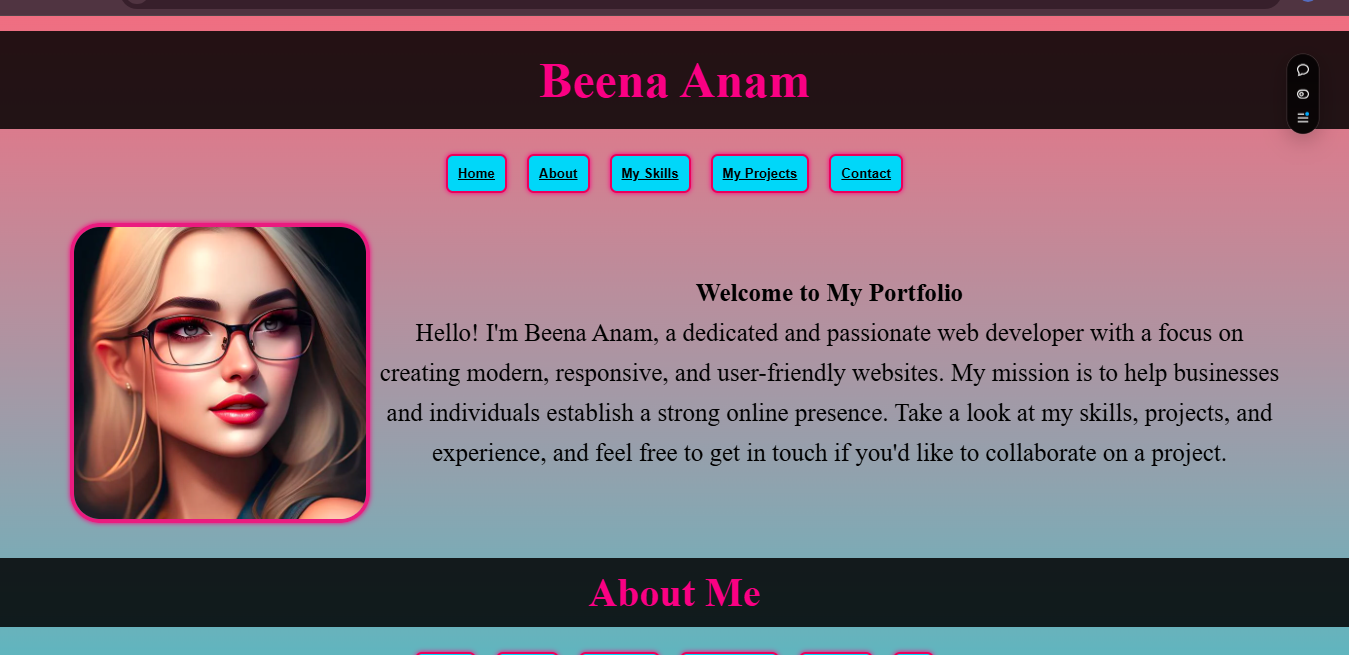 Beena Anam
Home About My Skills My Projects Contact
Welcome to My Portfolio
Hello! I'm Beena Anam, a dedicated and passionate web developer with a focus on
creating modern, responsive, and user-friendly websites. My mission is to help businesses
and individuals establish a strong online presence. Take a look at my skills, projects, and
experience, and feel free to get in touch if you'd like to collaborate on a project.
About Me